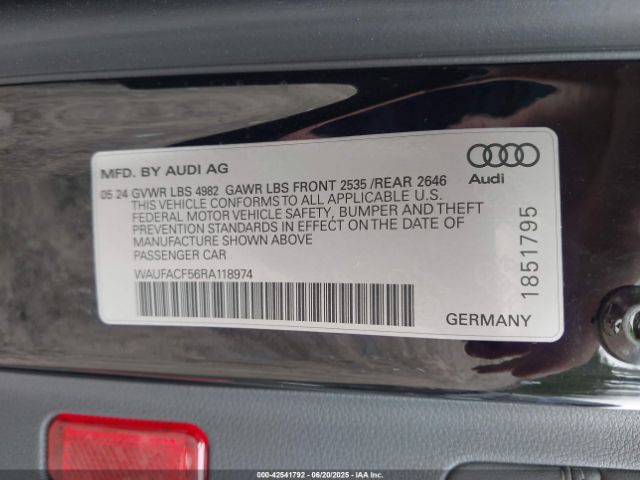 MFD. BY AUDI AG
05 24 GVWR LBS 4982 GAWR LBS FRONT 2535 /REAR 2646
THIS VEHICLE CONFORMS TO ALL APPLICABLE U.S.
FEDERAL MOTOR VEHICLE SAFETY, BUMPER AND THEFT
PREVENTION STANDARDS IN EFFECT ON THE DATE OF
MANUFACTURE SHOWN ABOVE
PASSENGER CAR
WAUFACF56RA118974
Audi
1851795
GERMANY
00-42541792 | 06/20/2025 | © IAA, Inc.